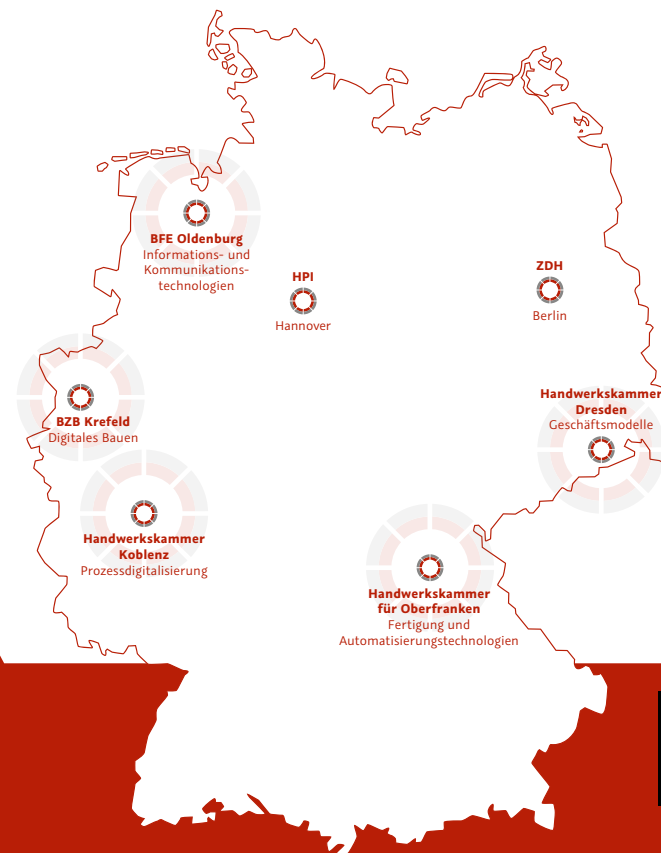 BFE Oldenburg
Informations- und
Kommunikations-
technologien
HPI
Hannover
ZDH
Berlin
Handwerkskammer
Dresden
Geschäftsmodelle
BZB Krefeld
Digitales Bauen
Handwerkskammer
Koblenz
Prozessdigitalisierung
Handwerkskammer
für Oberfranken
Fertigung und
Automatisierungstechnologien